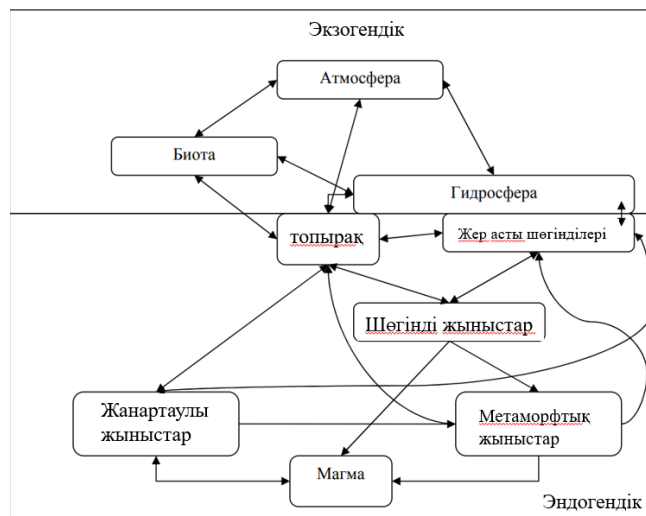 Экзогендік
Атмосфера
Биота
Гидросфера
топырақ
Жер асты шөгінділері
Шөгінді жыныстар
Жанартаулы
жыныстар
Метаморфтық
жыныстар
Магма
Эндогендік